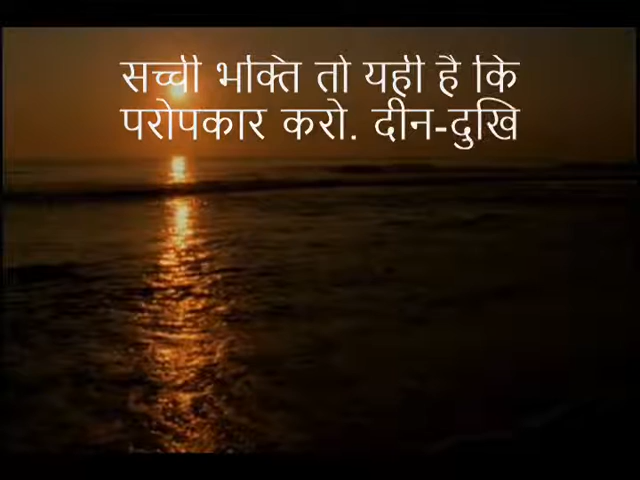 सच्ची भक्ति तो यही है कि
परोपकार करो. दीन-दुखि